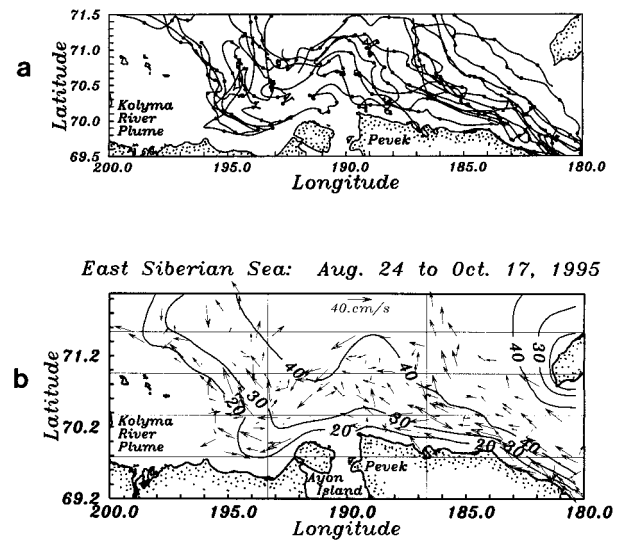 71.5
71.0
70.5
70.0
69.5
Latitude
a
Kolyma
River
Plume
Pevek
200.0 195.0 190.0 185.0 180.0
Longitude
East Siberian Sea: Aug. 24 to Oct. 17, 1995
40.cm/s
71.2
70.2
69.2
Latitude
b
40
30
40
40
30
20
30
20
20
30
40
Kolyma
River
Plume
Ayon
Island
Pevek
200.0 195.0 190.0 185.0 180.0
Longitude